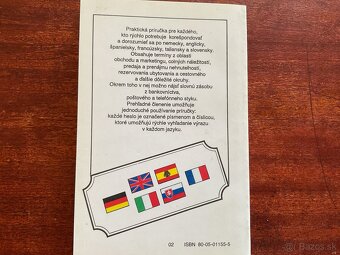 Praktická príručka pre každého,
kto rýchlo potrebuje korešpondovať
a dorozumieť sa po nemecky, anglicky,
španielsky, francúzsky, taliansky a slovensky.
Obsahuje termíny z oblasti
obchodu a marketingu, colných náležitostí,
predaja a prenájmu nehnuteľností,
rezervovania ubytovania a cestovného
a ďalšie dôležité okruhy.
Okrem toho v nej možno nájsť slovnú zásobu
z bankovníctva,
poštového a telefónneho styku.
Prehľadné členenie umožňuje
jednoduché používanie príručky:
každé heslo je označené písmenom a číslicou,
ktoré umožňujú rýchle vyhľadanie výrazu
v každom jazyku.
02 ISBN 80-05-01155-5
bazos.sk